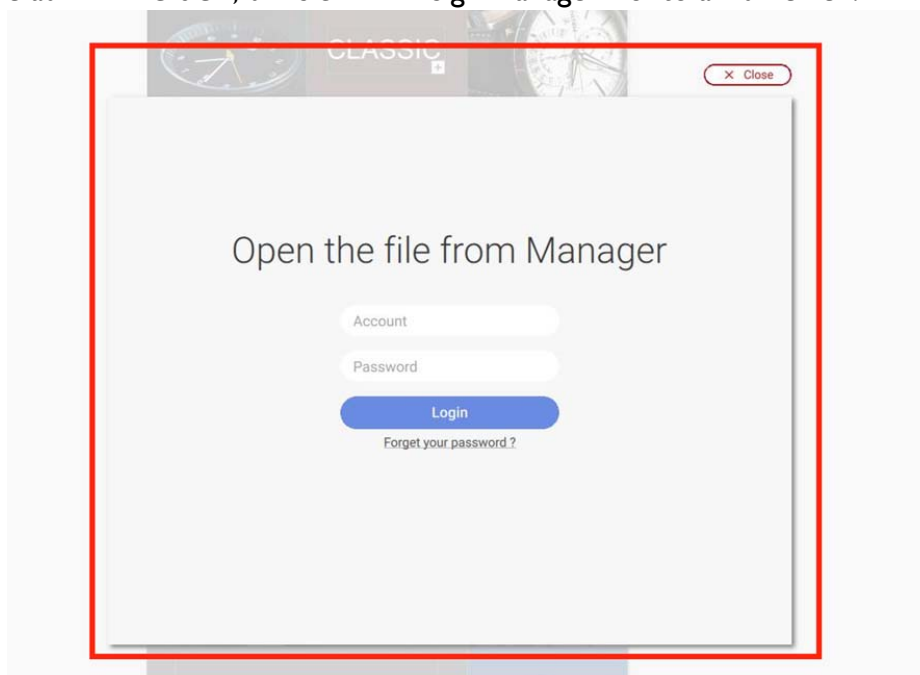 CLASSIC
× Close
Open the file from Manager
Account
Password
Login
Forget your password ?